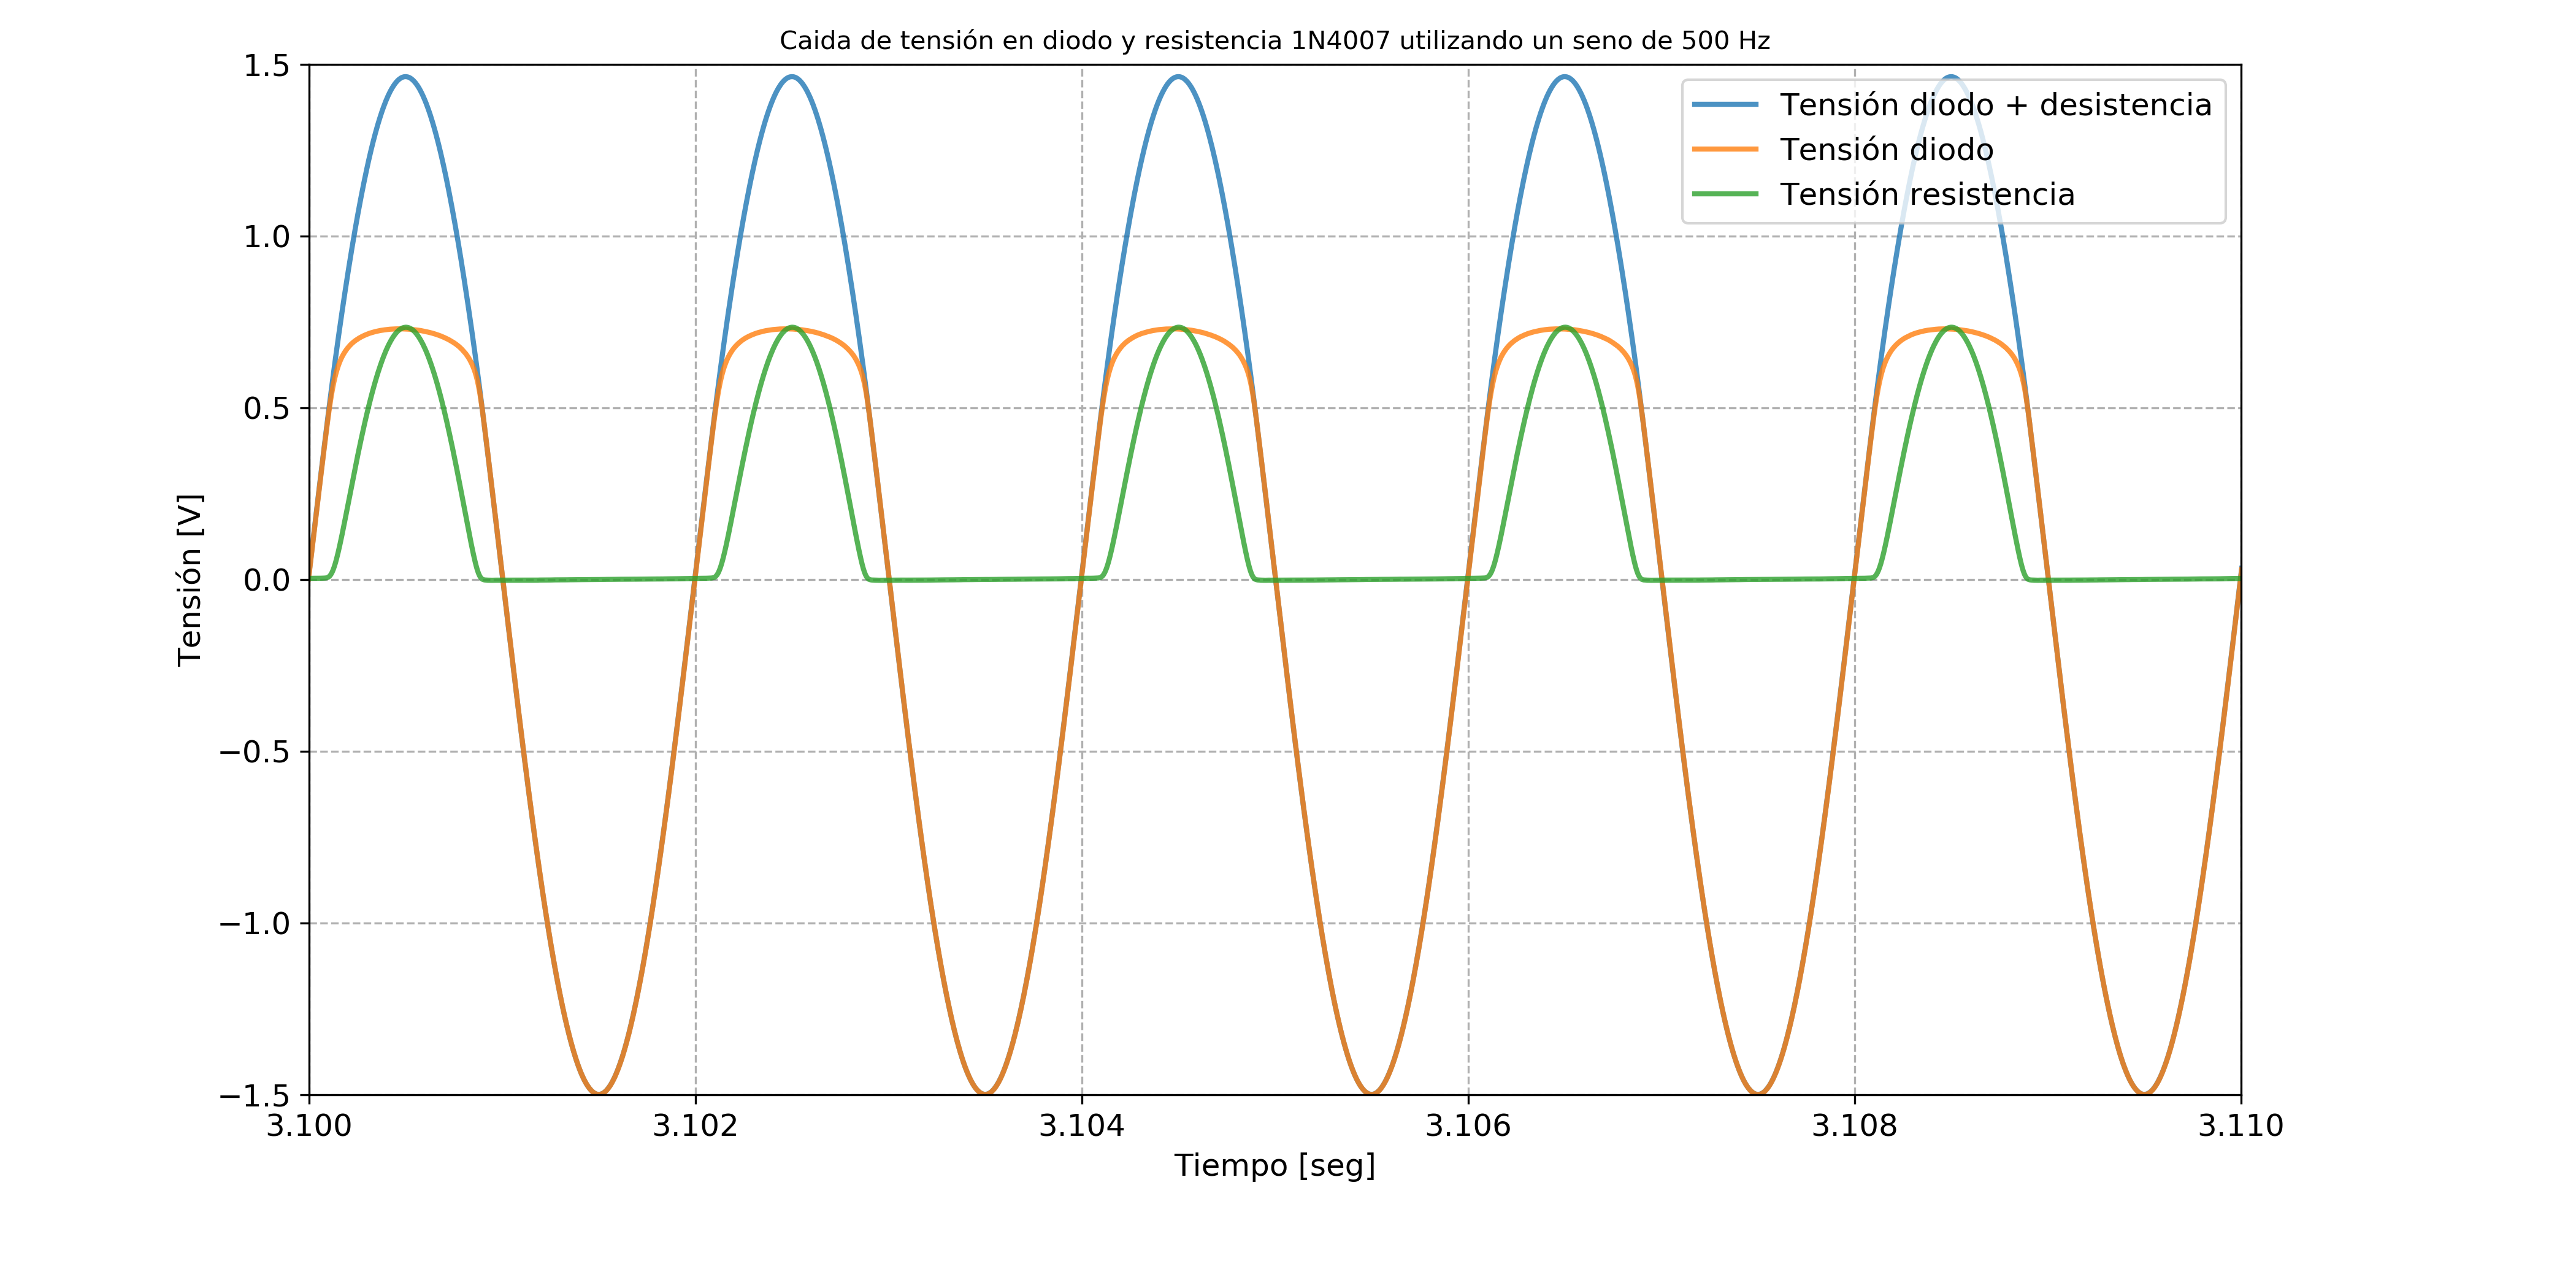 Caida de tensión en diodo y resistencia 1N4007 utilizando un seno de 500 Hz
Tensión diodo + desistencia
Tensión diodo
Tensión resistencia
Tensión [V]
1.5
1.0
0.5
0.0
−0.5
−1.0
−1.5
3.100 3.102 3.104 3.106 3.108 3.110
Tiempo [seg]